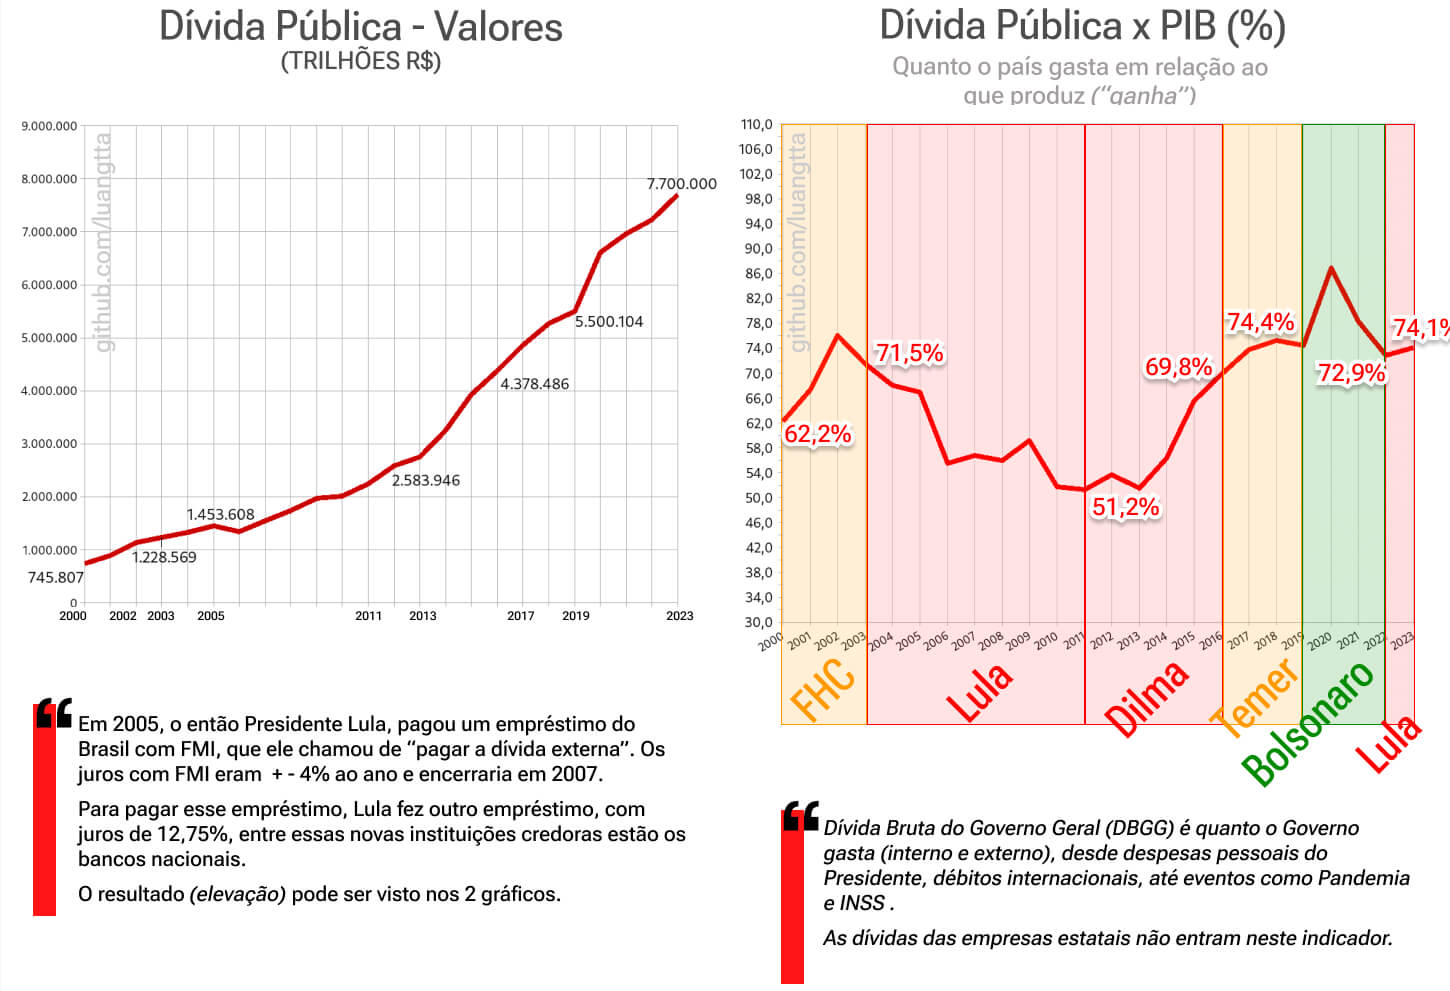 Dívida Pública - Valores
(TRILHÕES R$)
9.000.000
8.000.000
7.000.000
6.000.000
5.000.000
4.000.000
3.000.000
2.000.000
1.000.000
0
github.com/luangtta
745.807
1.228.569
1.453.608
2.583.946
4.378.486
5.500.104
7.700.000
2000 2002 2003 2005 2011 2013 2017 2019 2023
Em 2005, o então Presidente Lula, pagou um empréstimo do
Brasil com FMI, que ele chamou de “pagar a dívida externa”. Os
juros com FMI eram + - 4% ao ano e encerraria em 2007.
Para pagar esse empréstimo, Lula fez outro empréstimo, com
juros de 12,75%, entre essas novas instituições credoras estão os
bancos nacionais.
O resultado (elevação) pode ser visto nos 2 gráficos.
Dívida Pública x PIB (%)
Quanto o país gasta em relação ao
que produz (“ganha”)
110,0
106,0
102,0
98,0
94,0
90,0
86,0
82,0
78,0
74,0
70,0
66,0
62,0
58,0
54,0
50,0
46,0
42,0
38,0
34,0
30,0
github.com/luangtta
62,2%
71,5%
51,2%
69,8%
74,4%
72,9%
74,1%
2000 2001 2002 2003 2004 2005 2006 2007 2008 2009 2010 2011 2012 2013 2014 2015 2016 2017 2018 2019 2020 2021 2022 2023
FHC
Lula
Dilma
Temer
Bolsonaro
Lula
Dívida Bruta do Governo Geral (DBGG) é quanto o Governo
gasta (interno e externo), desde despesas pessoais do
Presidente, débitos internacionais, até eventos como Pandemia
e INSS .
As dívidas das empresas estatais não entram neste indicador.